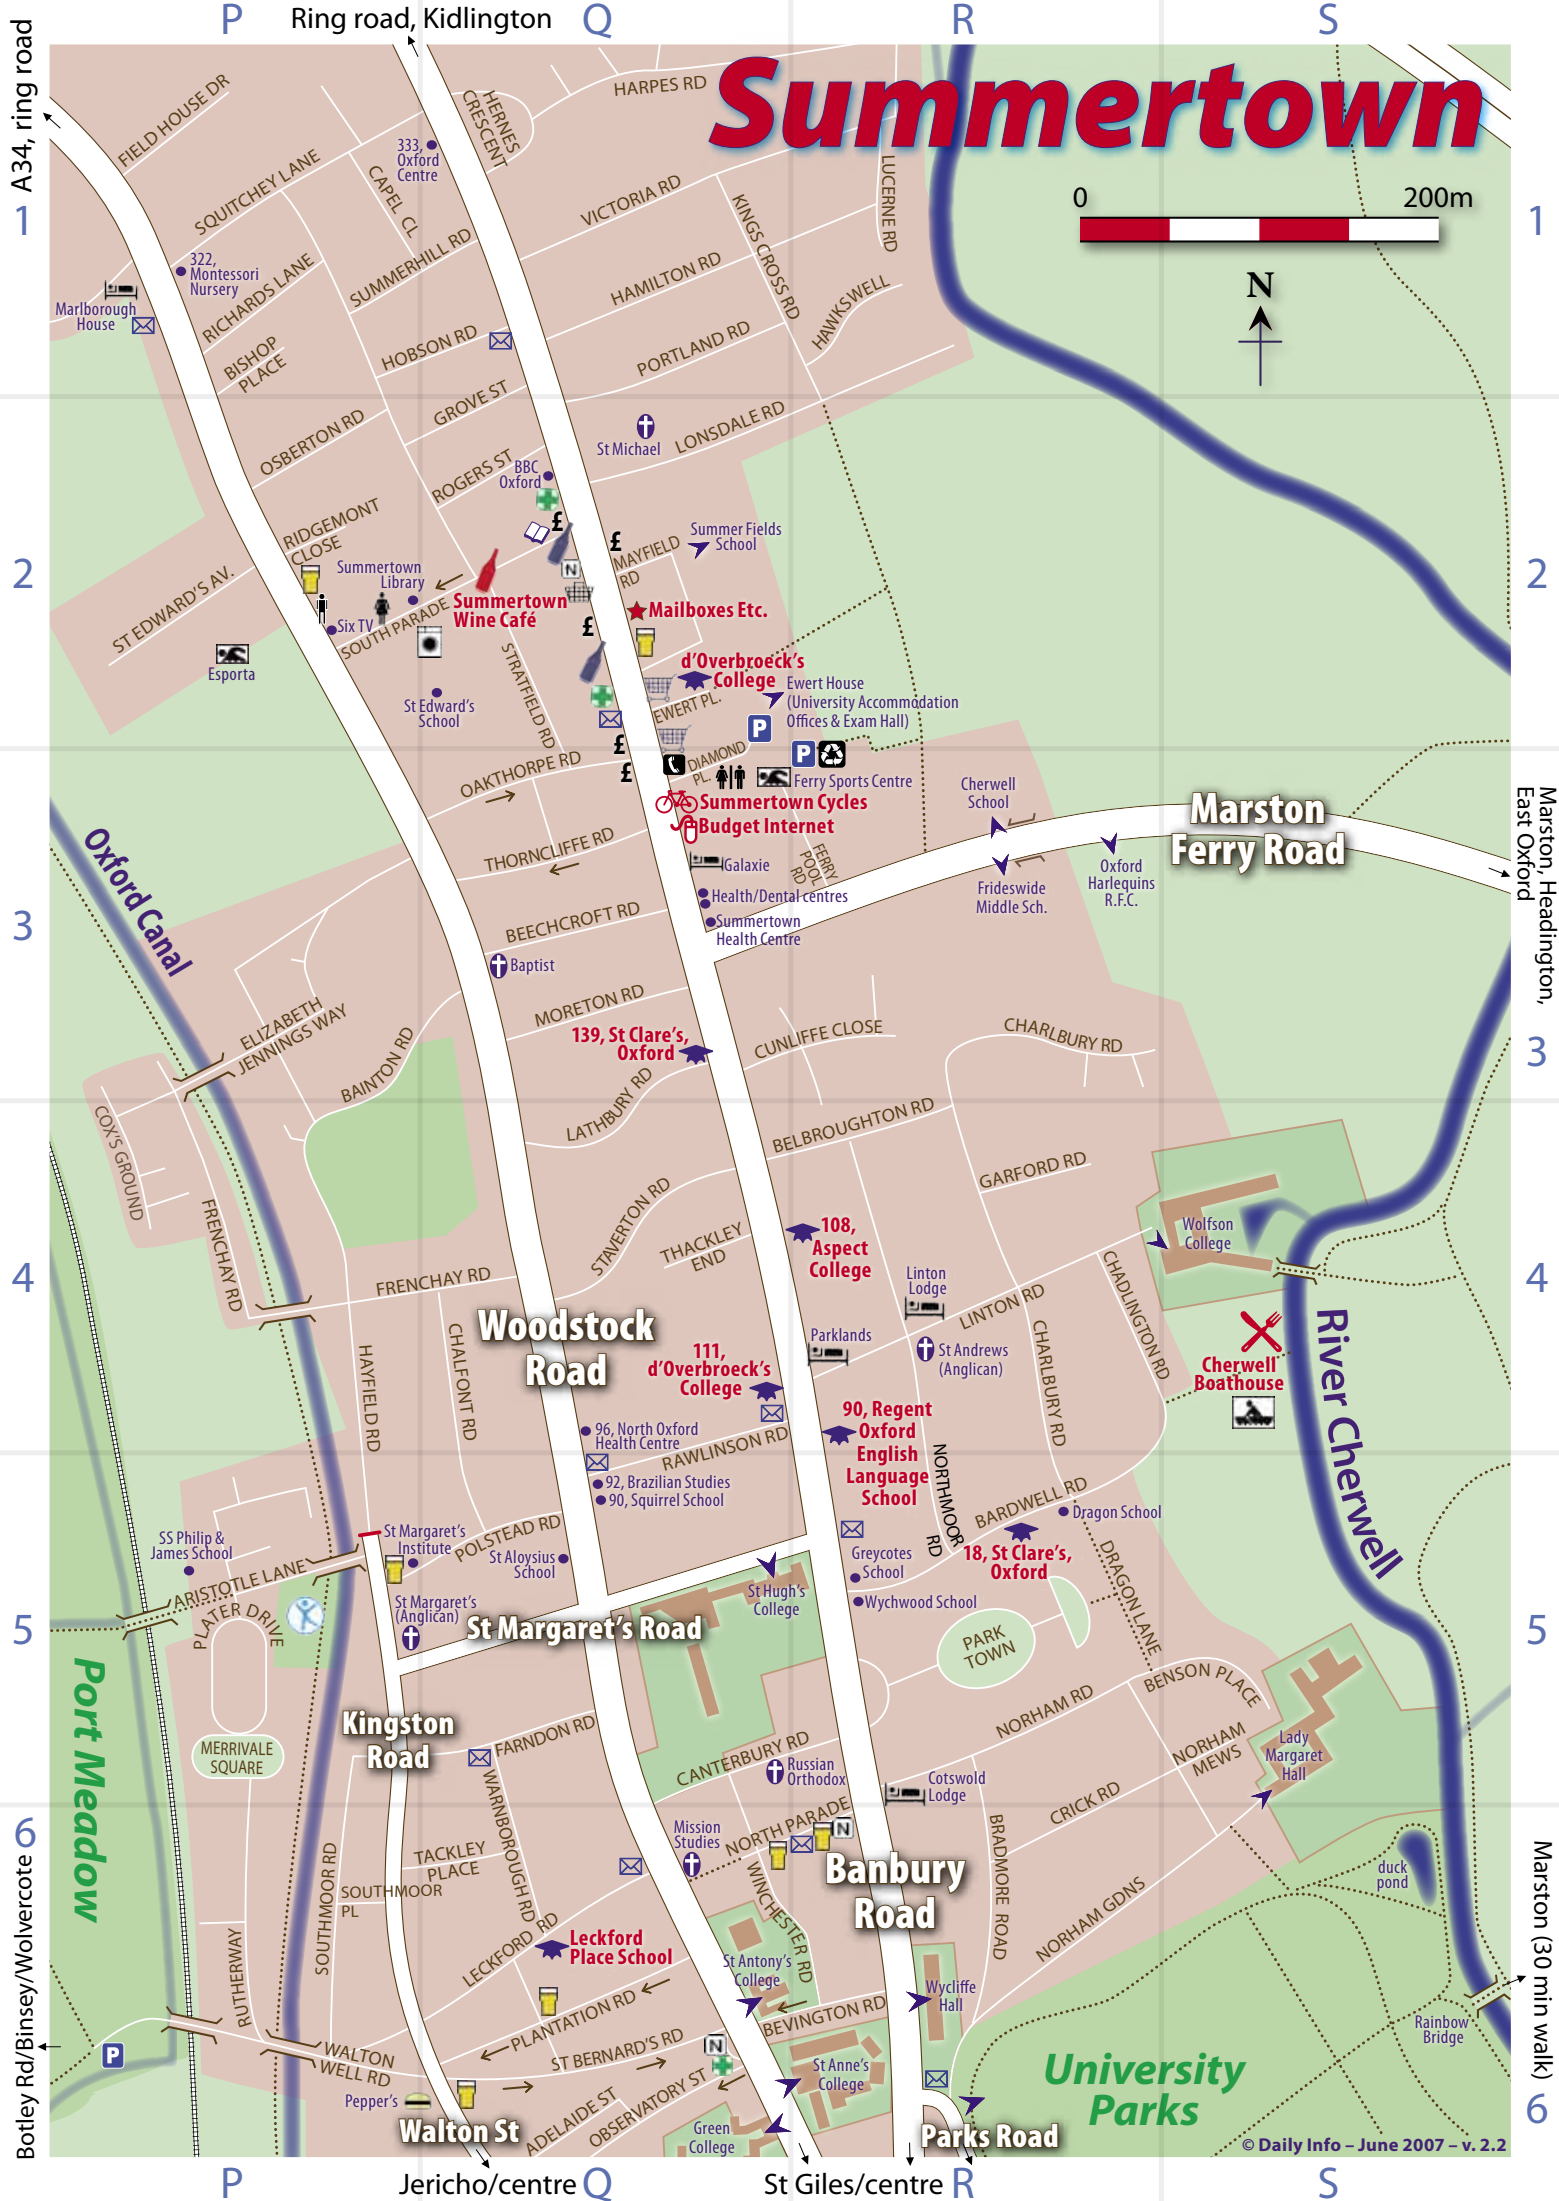 P
Ring road, Kidlington
Q
R
S
A34, ring road
Summertown
0
200m
N
1
1
FIELD HOUSE DR
HERNES
CRESCENT
HARPES RD
333,
Oxford
Centre
SQUITCHEY LANE
CAPEL CL
VICTORIA RD
KINGS CROSS RD
LUCERNE RD
322,
Montessori
Nursery
SUMMERHILL RD
HAMILTON RD
HAWKSWELL
Marlborough
House
RICHARDS LANE
BISHOP
PLACE
HOBSON RD
PORTLAND RD
GROVE ST
OSBERTON RD
St Michael
LONSDALE RD
ROGERS ST
BBC
Oxford
2
2
RIDGEMONT
CLOSE
£
£
MAYFIELD
RD
Summer Fields
School
Summertown
Library
N
ST EDWARD'S AV.
Summertown
Wine Café
Mailboxes Etc.
Six TV
SOUTH PARADE
£
Esporta
STRATFIELD RD
d'Overbroeck's
College
Ewert House
(University Accommodation
Offices & Exam Hall)
St Edward's
School
EWERT PL.
P
£
DIAMOND
PL.
P
OAKTHORPE RD
£
Ferry Sports Centre
Summertown Cycles
Budget Internet
Cherwell
School
Marston
Ferry Road
Marston, Headington,
East Oxford
Oxford Canal
THORNCLIFFE RD
Galaxie
FERRY
POOL
RD
Health/Dental centres
Frideswide
Middle Sch.
Oxford
Harlequins
R.F.C.
3
3
BEECHCROFT RD
Summertown
Health Centre
Baptist
MORETON RD
ELIZABETH
JENNINGS WAY
139, St Clare's,
Oxford
CUNLIFFE CLOSE
CHARLBURY RD
BAINTON RD
LATHBURY RD
COX'S GROUND
BELBROUGHTON RD
GARFORD RD
FRENCHAY RD
STAVERTON RD
THACKLEY
END
108,
Aspect
College
Wolfson
College
4
4
FRENCHAY RD
Linton
Lodge
LINTON RD
CHADLINGTON RD
Woodstock
Road
HAYFIELD RD
CHALFONT RD
111,
d'Overbroeck's
College
Parklands
St Andrews
(Anglican)
CHARLBURY RD
Cherwell
Boathouse
River Cherwell
96, North Oxford
Health Centre
RAWLINSON RD
90, Regent
Oxford
English
Language
School
92, Brazilian Studies
90, Squirrel School
NORTHMOOR
RD
BARDWELL RD
Dragon School
SS Philip &
James School
St Margaret's
Institute
POLSTEAD RD
St Aloysius
School
18, St Clare's,
Oxford
Greycotes
School
DRAGON LANE
ARISTOTLE LANE
St Margaret's
(Anglican)
St Hugh's
College
Wychwood School
5
5
PLATER DRIVE
St Margaret's Road
PARK
TOWN
Port Meadow
Kingston
Road
BENSON PLACE
NORHAM RD
NORHAM
MEWS
Lady
Margaret
Hall
MERRIVALE
SQUARE
FARNDON RD
CANTERBURY RD
Russian
Orthodox
Cotswold
Lodge
CRICK RD
6
WARNBOROUGH RD
Mission
Studies
NORTH PARADE
N
BRADMORE ROAD
duck
pond
TACKLEY
PLACE
Banbury
Road
SOUTHMOOR RD
SOUTHMOOR
PL
WINCHESTER RD
NORHAM GDNS
RUTHERWAY
LECKFORD RD
Leckford
Place School
St Antony's
College
Wycliffe
Hall
Botley Rd/Binsey/Wolvercote
Marston (30 min walk)
PLANTATION RD
BEVINGTON RD
Rainbow
Bridge
P
WALTON
WELL RD
ST BERNARD'S RD
N
St Anne's
College
University
Parks
Pepper's
Walton St
ADELAIDE ST
OBSERVATORY ST
Green
College
Parks Road
6
© Daily Info – June 2007 – v. 2.2
P
Jericho/centre
Q
St Giles/centre
R
S